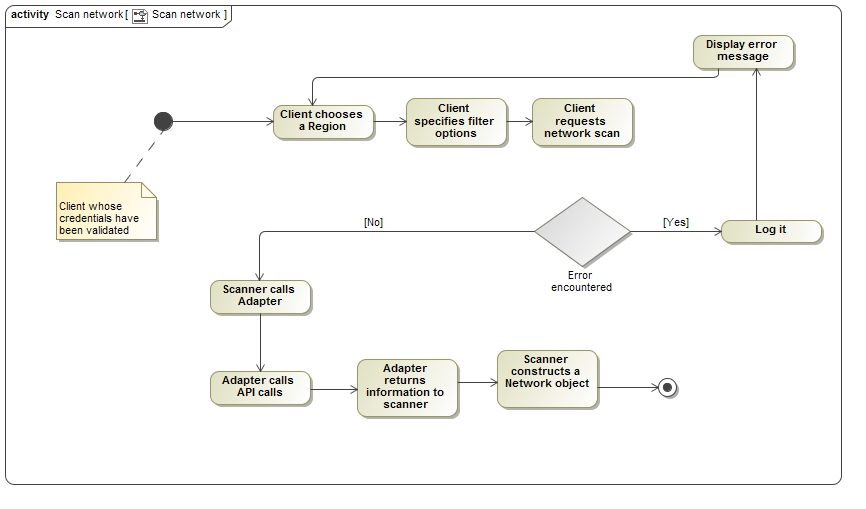 activity Scan network[ Scan network ]
Display error
message
Client chooses
a Region
Client
specifies filter
options
Client
requests
network scan
Client whose
credentials have
been validated
[No]
[Yes]
Log it
Error
encountered
Scanner calls
Adapter
Adapter calls
API calls
Adapter
returns
information to
scanner
Scanner
constructs a
Network object